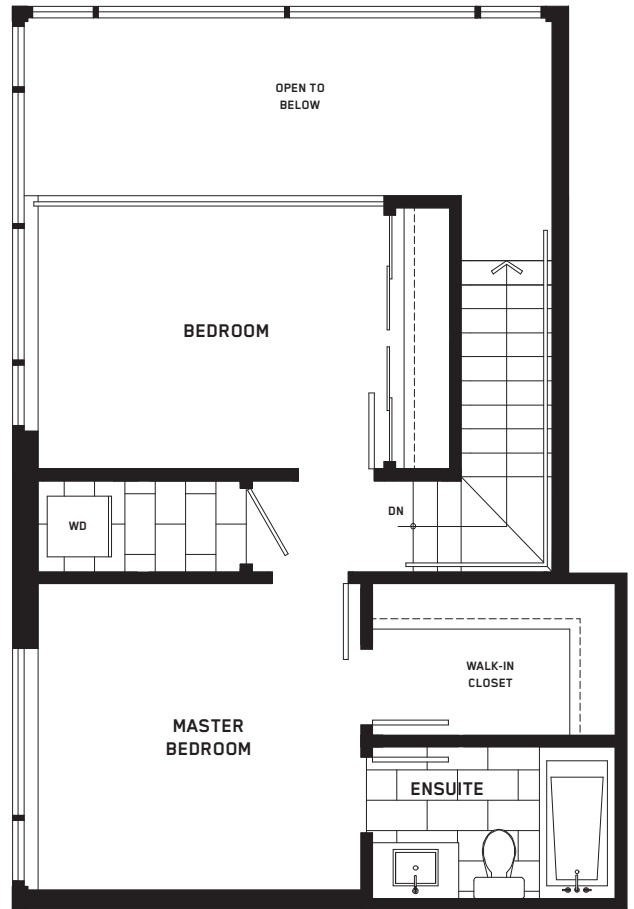 OPEN TO
BELOW
BEDROOM
WD
DN
WALK-IN
CLOSET
MASTER
BEDROOM
ENSUITE